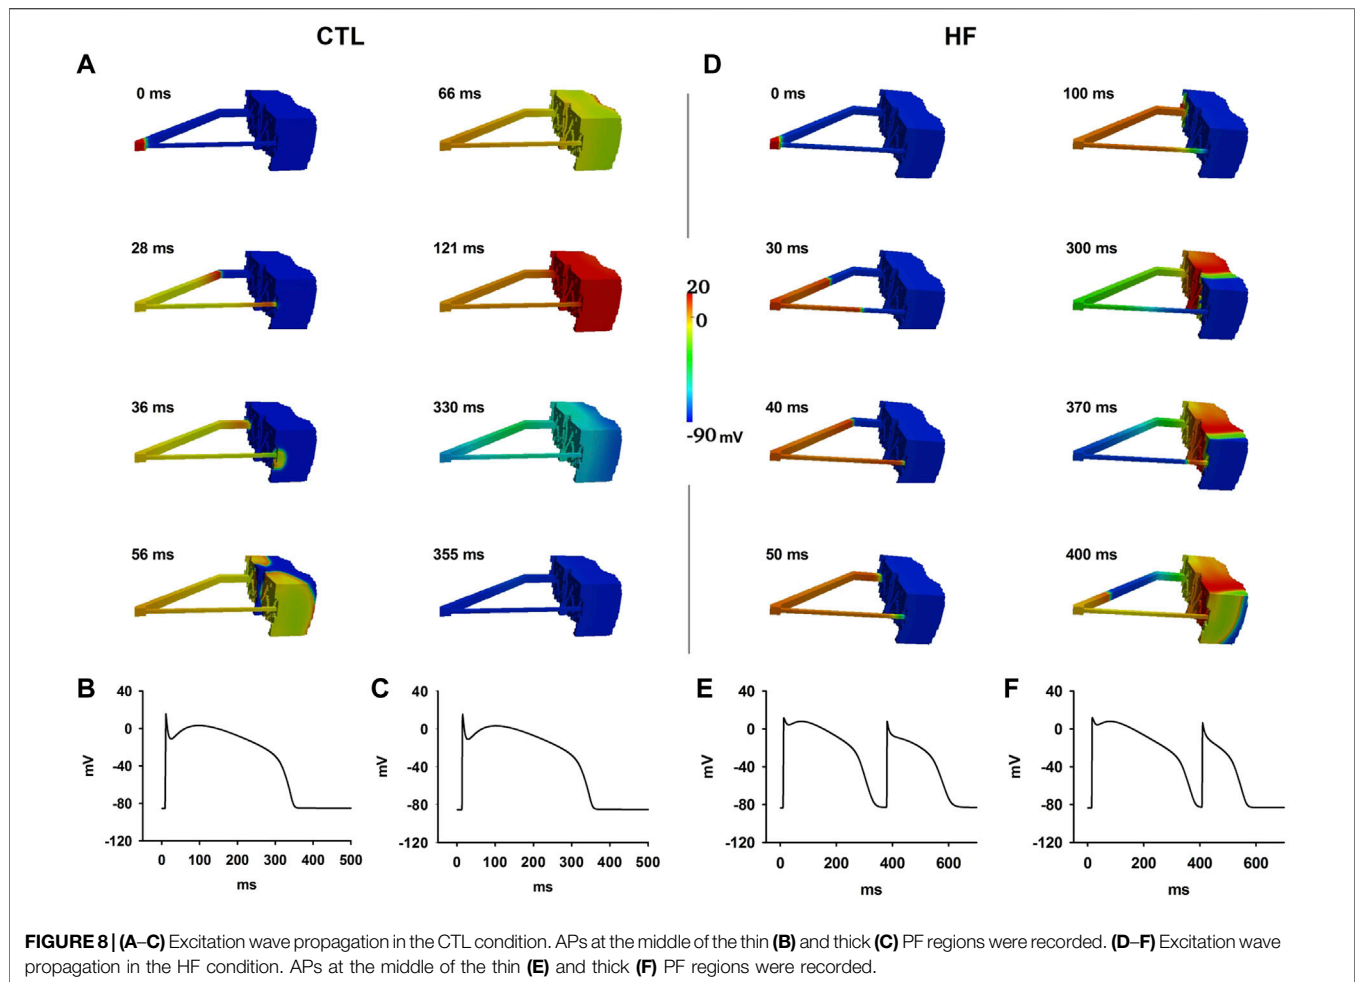 CTL
HF
A
D
0 ms
66 ms
0 ms
100 ms
28 ms
121 ms
30 ms
300 ms
20
0
-90 mV
36 ms
330 ms
40 ms
370 ms
56 ms
355 ms
50 ms
400 ms
B
40
0
-40
-80
-120
mV
0 100 200 300 400 500
ms
C
40
0
-40
-80
-120
mV
0 100 200 300 400 500
ms
E
40
0
-40
-80
-120
mV
0 200 400 600
ms
F
40
0
-40
-80
-120
mV
0 200 400 600
ms
FIGURE 8 | (A–C) Excitation wave propagation in the CTL condition. APs at the middle of the thin (B) and thick (C) PF regions were recorded. (D–F) Excitation wave
propagation in the HF condition. APs at the middle of the thin (E) and thick (F) PF regions were recorded.